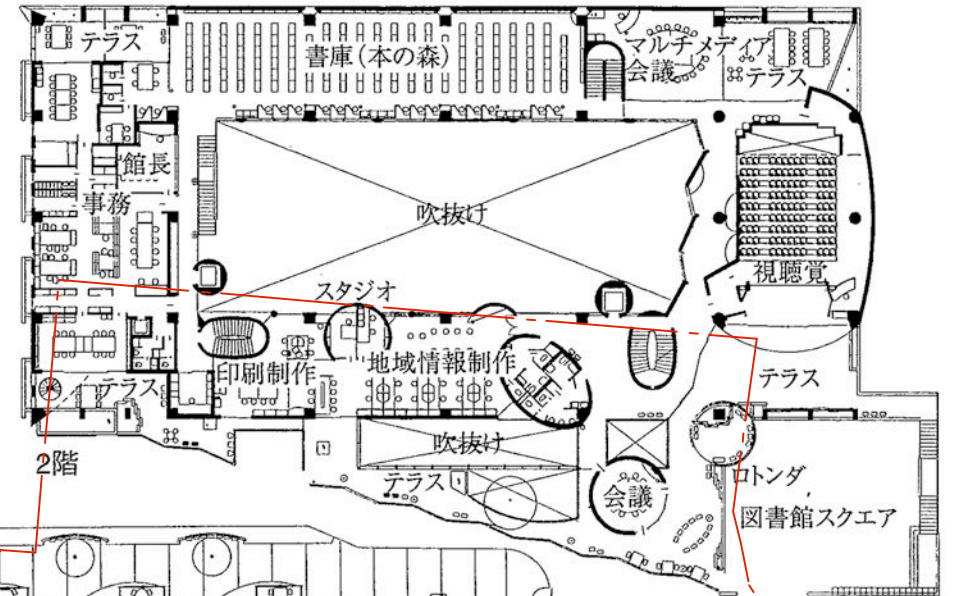 テラス
書庫(本の森)
マルチメディア
会議
テラス
館長
事務
吹抜け
視聴覚
スタジオ
印刷制作
地域情報制作
テラス
テラス
吹抜け
2階
テラス
会議
ロトンダ
図書館スクエア